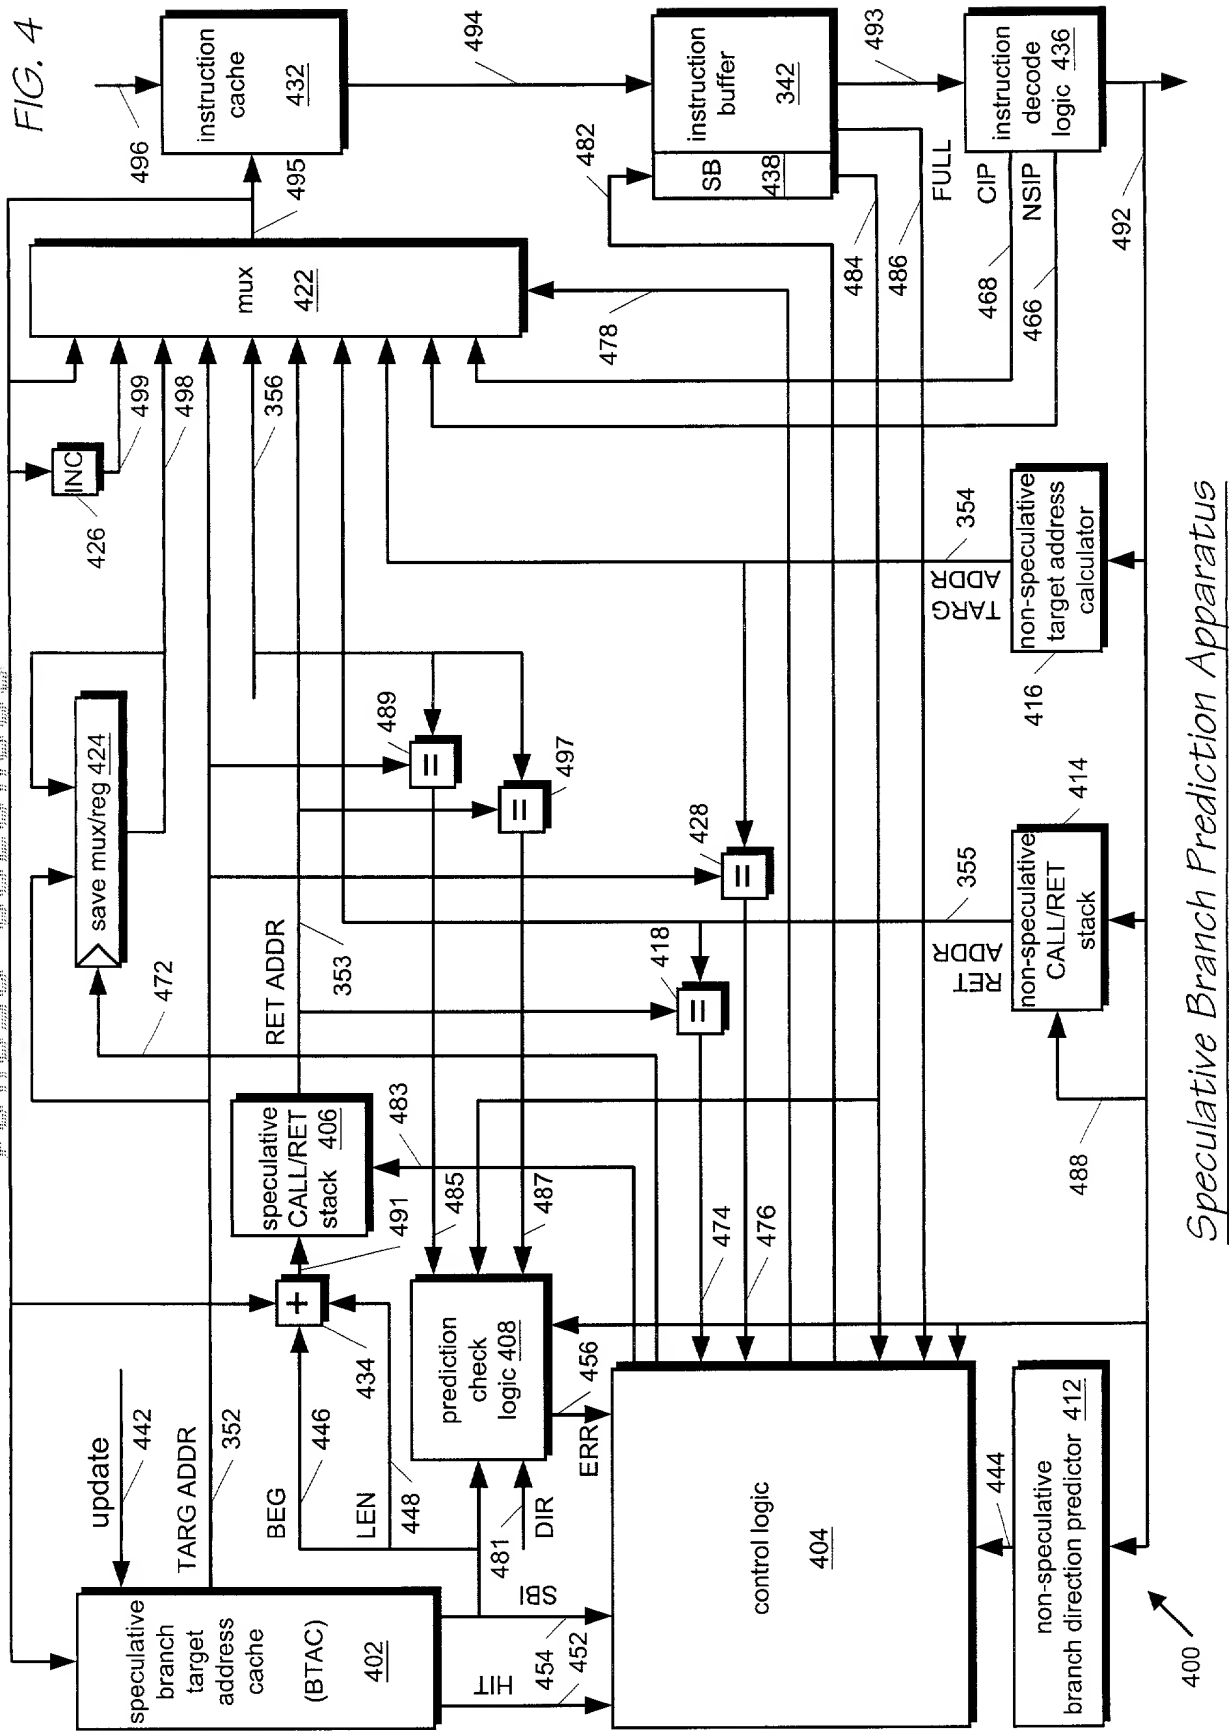 FIG. 4
496
instruction
cache
432
494
instruction
buffer
342
SB
438
482
493
instruction
decode
logic 436
495
mux
422
478
484
486
FULL
CIP
468
NSIP
466
492
INC
426
499
498
356
354
TARG
ADDR
non-speculative
target address
calculator
416
save mux/reg 424
472
489
497
428
418
RET ADDR
353
355
RET
ADDR
non-speculative
CALL/RET
stack
414
488
speculative
CALL/RET
stack 406
483
491
485
487
474
476
+
434
prediction
check
logic 408
456
ERR
update
442
TARG ADDR
352
BEG
446
LEN
448
481
DIR
speculative
branch
target
address
cache
(BTAC)
402
SBI
454
HIT
452
control logic
404
444
non-speculative
branch direction predictor 412
400
=
=
=
=
Speculative Branch Prediction Apparatus